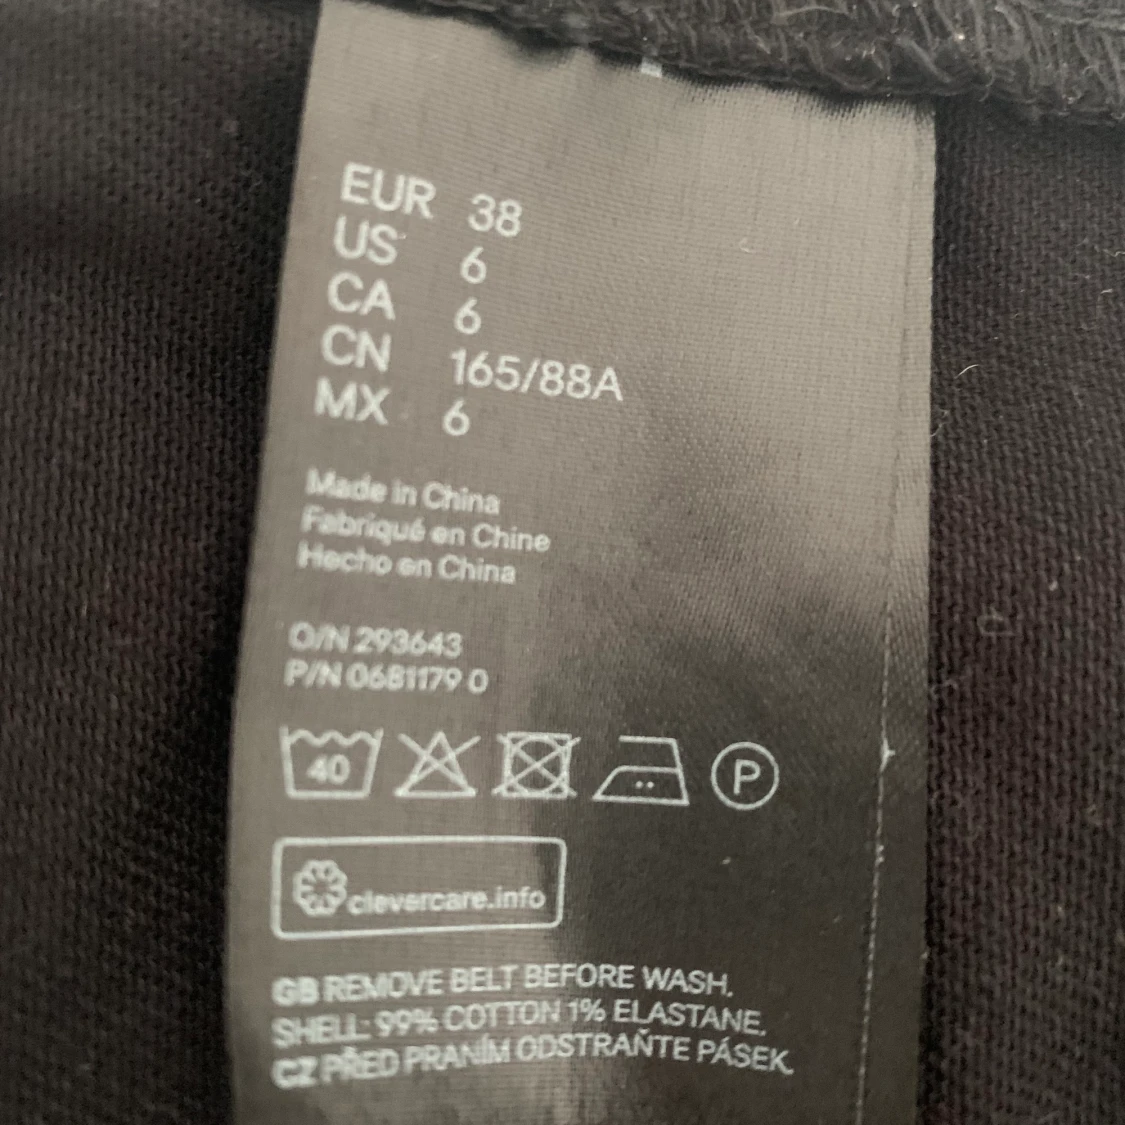 EUR 38
US 6
CA 6
CN 165/88A
MX 6
Made in China
Fabriqué en Chine
Hecho en China
O/N 293643
P/N 0681179 0
40
P
clevercare.info
GB REMOVE BELT BEFORE WASH.
SHELL: 99% COTTON 1% ELASTANE.
CZ PŘED PRANÍM ODSTRAŇTE PÁSEK.